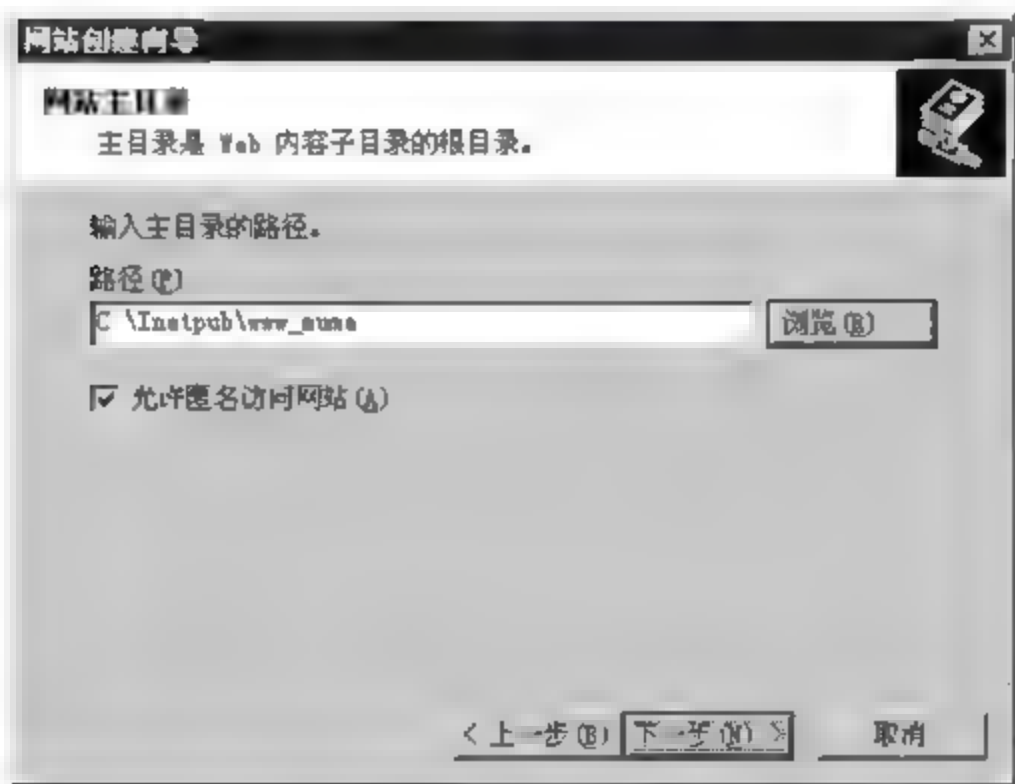 网站创建向导
网站主目录
主目录是 Web 内容子目录的根目录。
输入主目录的路径。
路径(P)
C \Inetpub\www_
浏览(R)
允许匿名访问网站(A)
< 上一步(B)
下一步(N) >
取消